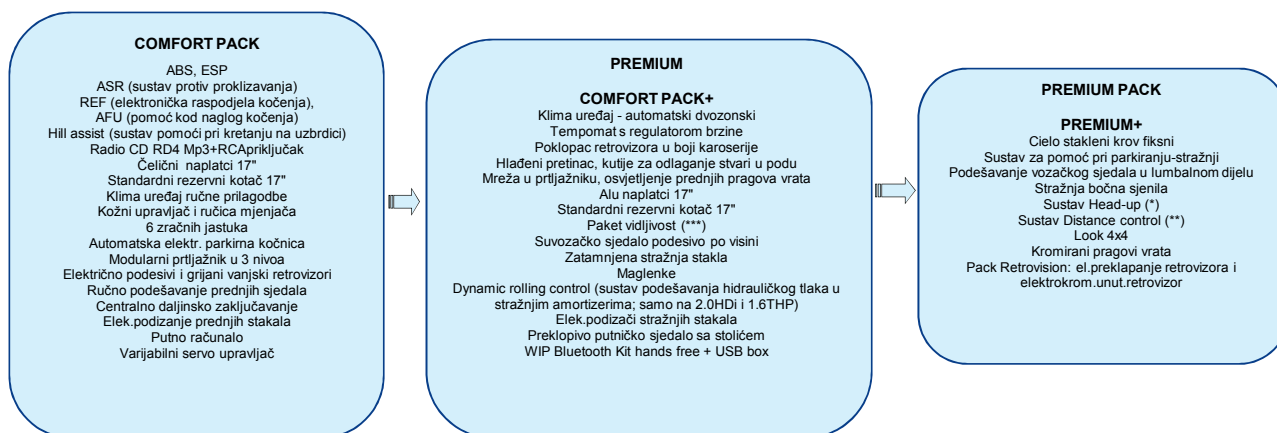 COMFORT PACK
ABS, ESP
ASR (sustav protiv proklizavanja)
REF (elektronička raspodjela kočenja),
AFU (pomoć kod naglog kočenja)
Hill assist (sustav pomoći pri kretanju na uzbrdici)
Radio CD RD4 Mp3+RCApriključak
Čelični naplatci 17"
Standardni rezervni kotač 17"
Klima uređaj ručne prilagodbe
Kožni upravljač i ručica mjenjača
6 zračnih jastuka
Automatska elektr. parkirna kočnica
Modularni prtljažnik u 3 nivoa
Električno podesivi i grijani vanjski retrovizori
Ručno podešavanje prednjih sjedala
Centralno daljinsko zaključavanje
Elek.podizanje prednjih stakala
Putno računalo
Varijabilni servo upravljač
PREMIUM
COMFORT PACK+
Klima uređaj - automatski dvozonski
Tempomat s regulatorom brzine
Poklopac retrovizora u boji karoserije
Hlađeni pretinac, kutije za odlaganje stvari u podu
Mreža u prtljažniku, osvjetljenje prednjih pragova vrata
Alu naplatci 17"
Standardni rezervni kotač 17"
Paket vidljivost (***)
Suvozačko sjedalo podesivo po visini
Zatamnjena stražnja stakla
Maglenke
Dynamic rolling control (sustav podešavanja hidrauličkog tlaka u
stražnjim amortizerima; samo na 2.0HDi i 1.6THP)
Elek.podizači stražnjih stakala
Preklopivo putničko sjedalo sa stolićem
WIP Bluetooth Kit hands free + USB box
PREMIUM PACK
PREMIUM+
Cielo stakleni krov fiksni
Sustav za pomoć pri parkiranju-stražnji
Podešavanje vozačkog sjedala u lumbalnom dijelu
Stražnja bočna sjenila
Sustav Head-up (*)
Sustav Distance control (**)
Look 4x4
Kromirani pragovi vrata
Pack Retrovision: el.preklapanje retrovizora i
elektrokrom.unut.retrovizor